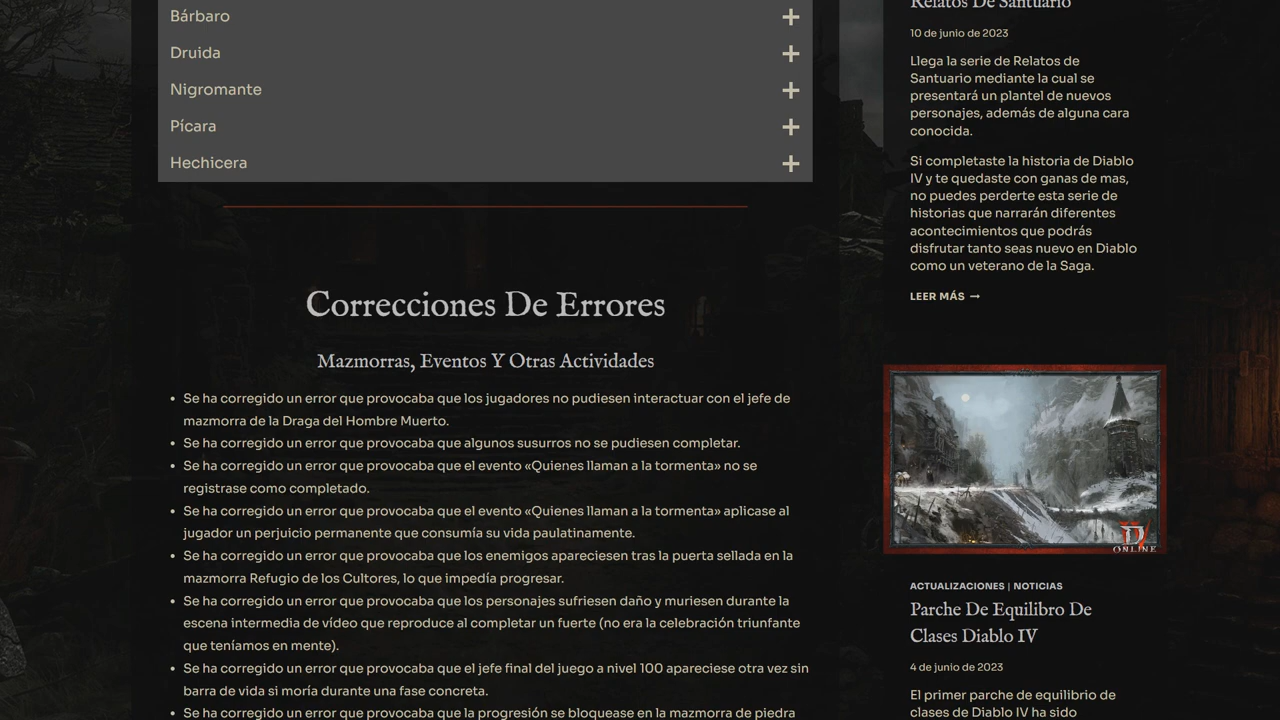 Bárbaro
Druida
Nigromante
Pícara
Hechicera
Correcciones De Errores
Mazmorras, Eventos Y Otras Actividades
• Se ha corregido un error que provocaba que los jugadores no pudiesen interactuar con el jefe de
mazmorra de la Draga del Hombre Muerto.
• Se ha corregido un error que provocaba que algunos susurros no se pudiesen completar.
• Se ha corregido un error que provocaba que el evento «Quienes llaman a la tormenta» no se
registrase como completado.
• Se ha corregido un error que provocaba que el evento «Quienes llaman a la tormenta» aplicase al
jugador un perjuicio permanente que consumía su vida paulatinamente.
• Se ha corregido un error que provocaba que los enemigos apareciesen tras la puerta sellada en la
mazmorra Refugio de los Cultores, lo que impedía progresar.
• Se ha corregido un error que provocaba que los personajes sufriesen daño y muriesen durante la
escena intermedia de vídeo que reproduce al completar un fuerte (no era la celebración triunfante
que teníamos en mente).
• Se ha corregido un error que provocaba que el jefe final del juego a nivel 100 apareciese otra vez sin
barra de vida si moría durante una fase concreta.
• Se ha corregido un error que provocaba que la progresión se bloquease en la mazmorra de piedra
Relatos De Santuario
10 de junio de 2023
Llega la serie de Relatos de
Santuario mediante la cual se
presentará un plantel de nuevos
personajes, además de alguna cara
conocida.
Si completaste la historia de Diablo
IV y te quedaste con ganas de mas,
no puedes perderte esta serie de
historias que narrarán diferentes
acontecimientos que podrás
disfrutar tanto seas nuevo en Diablo
como un veterano de la Saga.
LEER MÁS →
ONLINE
ACTUALIZACIONES | NOTICIAS
Parche De Equilibro De
Clases Diablo IV
4 de junio de 2023
El primer parche de equilibrio de
clases de Diablo IV ha sido